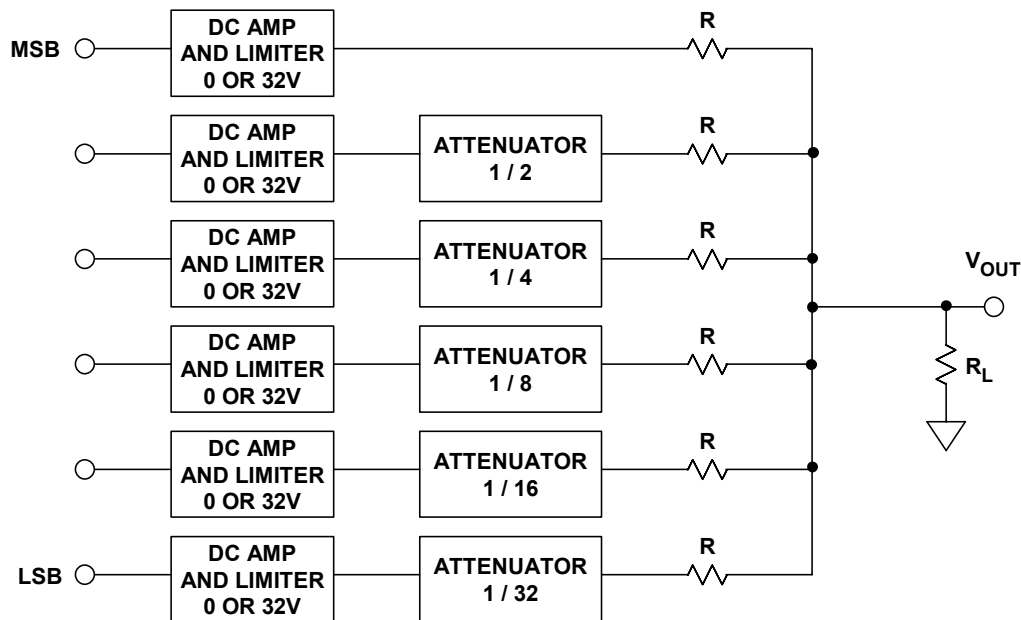 MSB
DC AMP
AND LIMITER
0 OR 32V
R
DC AMP
AND LIMITER
0 OR 32V
ATTENUATOR
1 / 2
R
DC AMP
AND LIMITER
0 OR 32V
ATTENUATOR
1 / 4
R
VOUT
DC AMP
AND LIMITER
0 OR 32V
ATTENUATOR
1 / 8
R
RL
DC AMP
AND LIMITER
0 OR 32V
ATTENUATOR
1 / 16
R
LSB
DC AMP
AND LIMITER
0 OR 32V
ATTENUATOR
1 / 32
R